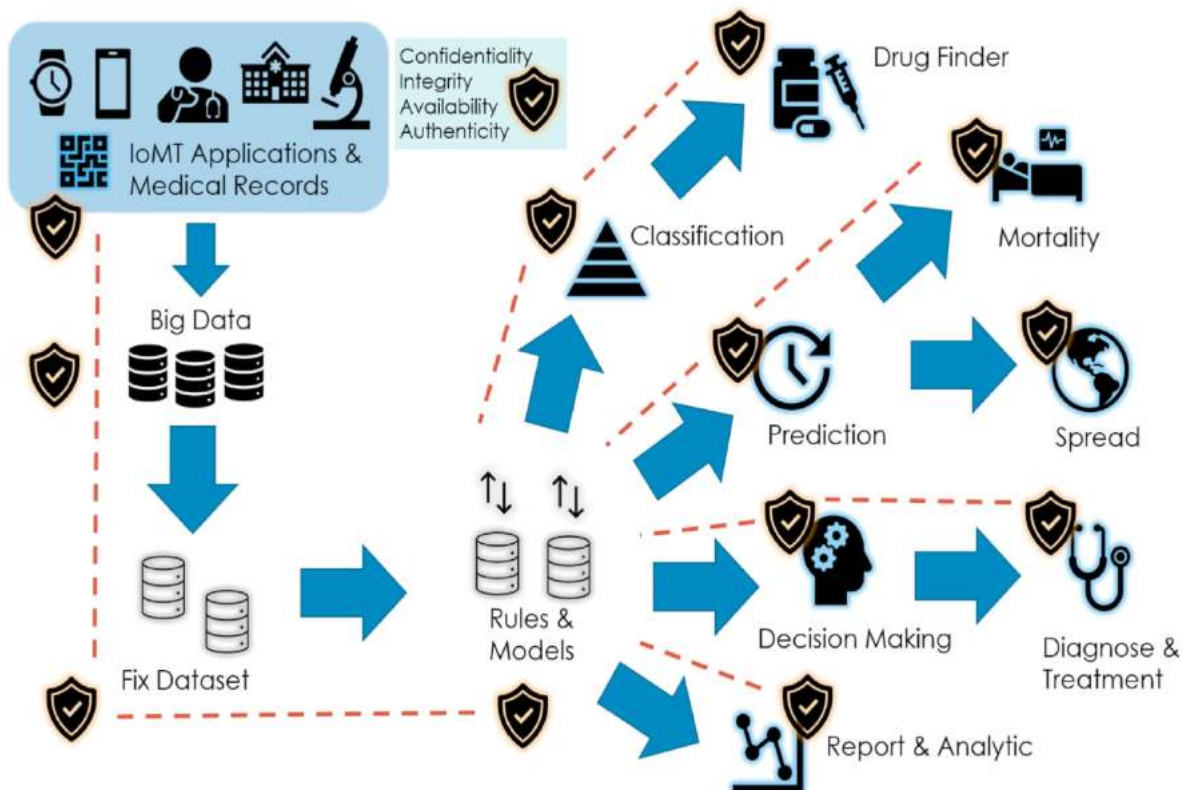 Confidentiality
Integrity
Availability
Authenticity
IoMT Applications &
Medical Records
Drug Finder
Classification
Mortality
Big Data
Prediction
Spread
Rules &
Models
Decision Making
Diagnose &
Treatment
Fix Dataset
Report & Analytic